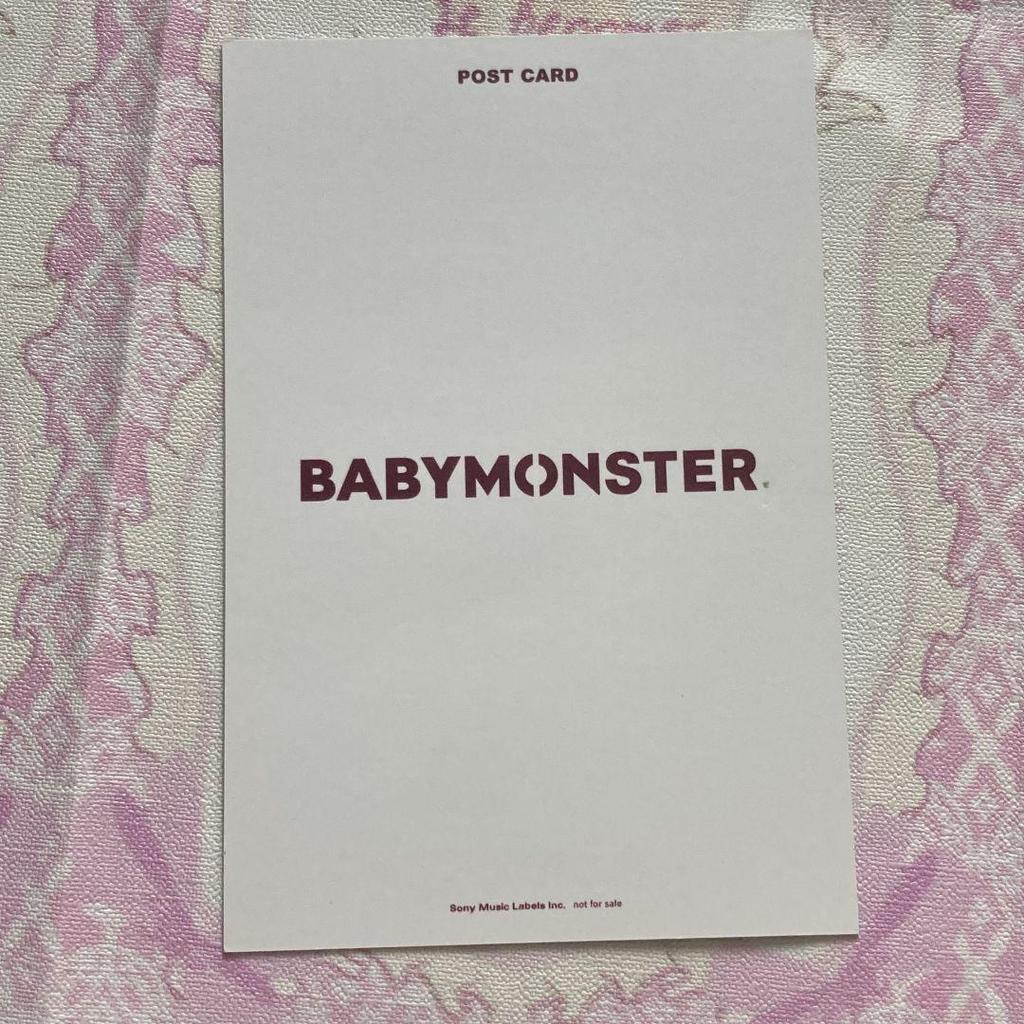 POST CARD
BABYMONSTER
Sony Music Labels Inc. not for sale